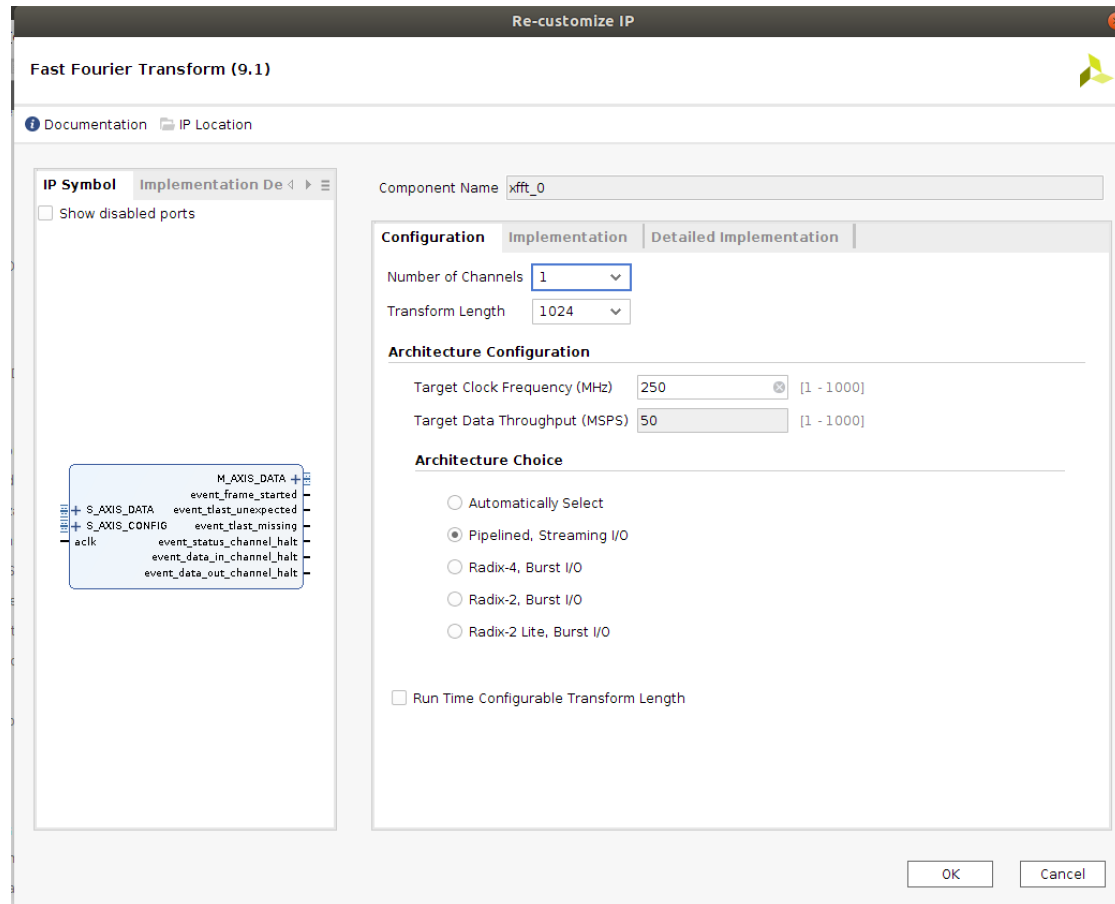 Re-customize IP
Fast Fourier Transform (9.1)
Documentation IP Location
IP Symbol Implementation De
Show disabled ports
M_AXIS_DATA
event_frame_started
S_AXIS_DATA event_tlast_unexpected
S_AXIS_CONFIG event_tlast_missing
aclk event_status_channel_halt
event_data_in_channel_halt
event_data_out_channel_halt
Component Name xfft_0
Configuration Implementation Detailed Implementation
Number of Channels 1
Transform Length 1024
Architecture Configuration
Target Clock Frequency (MHz) 250 [1 - 1000]
Target Data Throughput (MSPS) 50 [1 - 1000]
Architecture Choice
Automatically Select
Pipelined, Streaming I/O
Radix-4, Burst I/O
Radix-2, Burst I/O
Radix-2 Lite, Burst I/O
Run Time Configurable Transform Length
OK Cancel